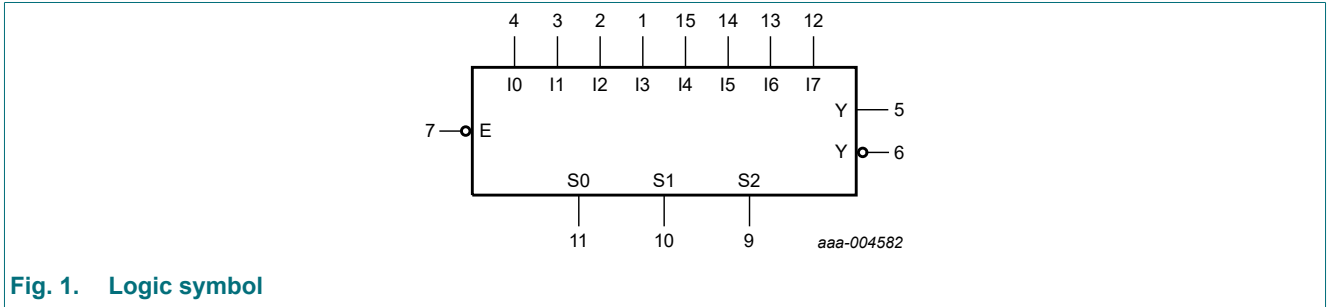 4 3 2 1 15 14 13 12
I0 I1 I2 I3 I4 I5 I6 I7
Y 5
7 E
Y 6
S0 S1 S2
11 10 9 aaa-004582
Fig. 1. Logic symbol